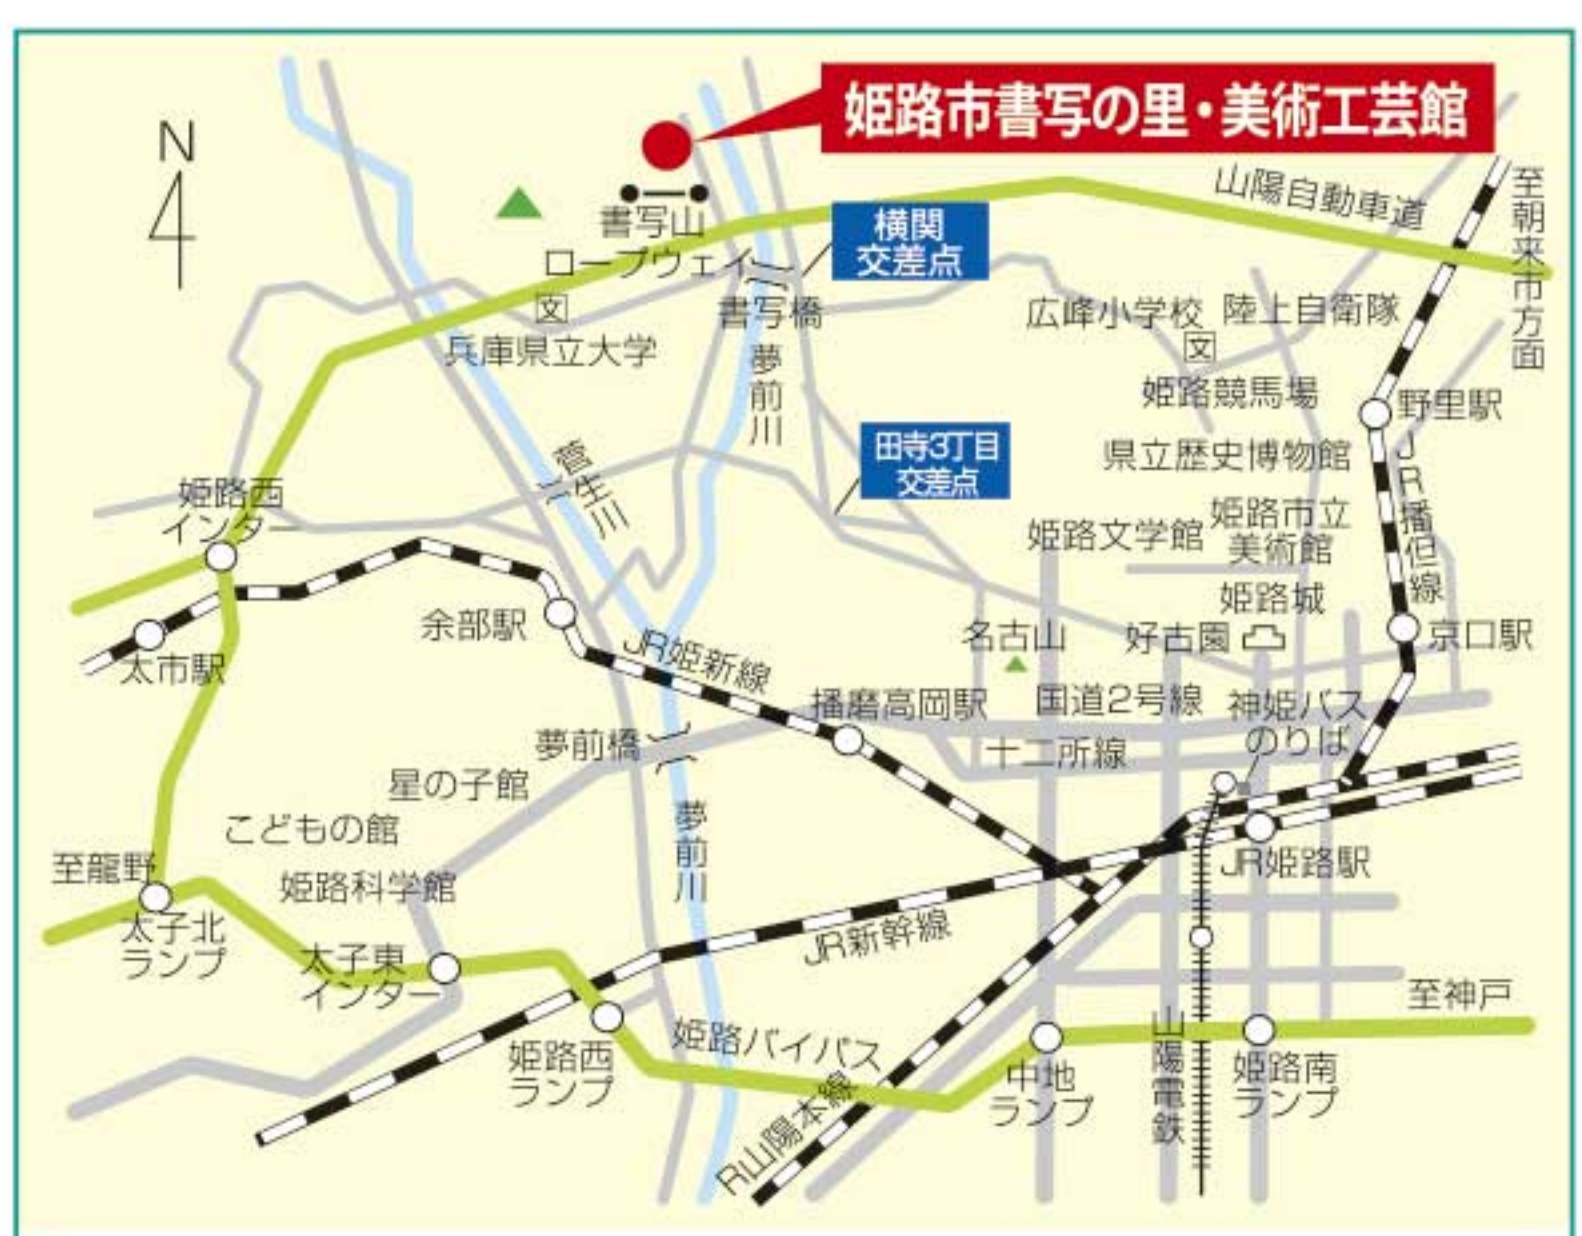 姫路市書写の里・美術工芸館
N
山陽自動車道
至朝来市方面
書写山
ロープウェイ
横関
交差点
文
兵庫県立大学
書写橋
広峰小学校
文
陸上自衛隊
夢前川
姫路競馬場
野里駅
菅生川
田寺3丁目
交差点
県立歴史博物館
JR播但線
姫路西
インター
姫路文学館
姫路市立
美術館
姫路城
太市駅
余部駅
JR姫新線
名古山
好古園
京口駅
播磨高岡駅
国道2号線
神姫バス
のりば
夢前橋
十二所線
星の子館
こどもの館
夢前川
至龍野
姫路科学館
JR姫路駅
太子北
ランプ
太子東
インター
JR新幹線
至神戸
姫路西
ランプ
姫路バイパス
R山陽本線
中地
ランプ
山陽電鉄
姫路南
ランプ